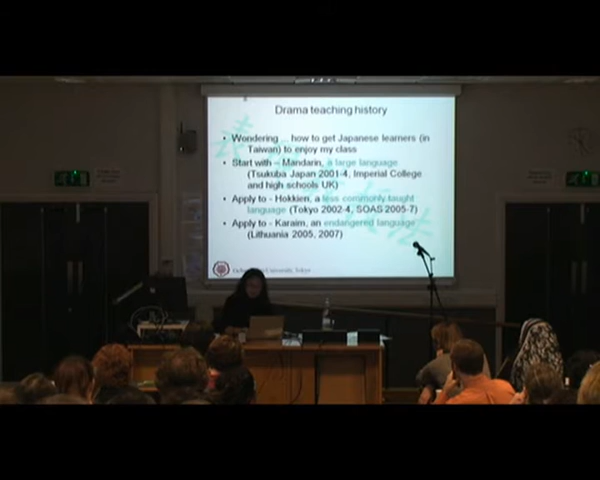 Drama teaching history
• Wondering ... how to get Japanese learners (in
Taiwan) to enjoy my class
• Start with - Mandarin, a large language
(Tsukuba Japan 2001-4, Imperial College
and high schools UK)
• Apply to - Hokkien, a less commonly taught
language (Tokyo 2002-4, SOAS 2005-7)
• Apply to - Karaim, an endangered language
(Lithuania 2005, 2007)
University, Tokyo